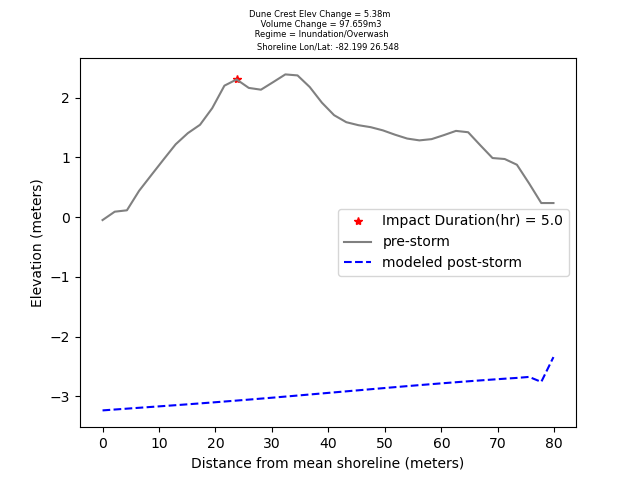 Dune Crest Elev Change = 5.38m
Volume Change = 97.659m3
Regime = Inundation/Overwash
Shoreline Lon/Lat: -82.199 26.548
2
1
0
−1
−2
−3
Elevation (meters)
Impact Duration(hr) = 5.0
pre-storm
modeled post-storm
0 10 20 30 40 50 60 70 80
Distance from mean shoreline (meters)